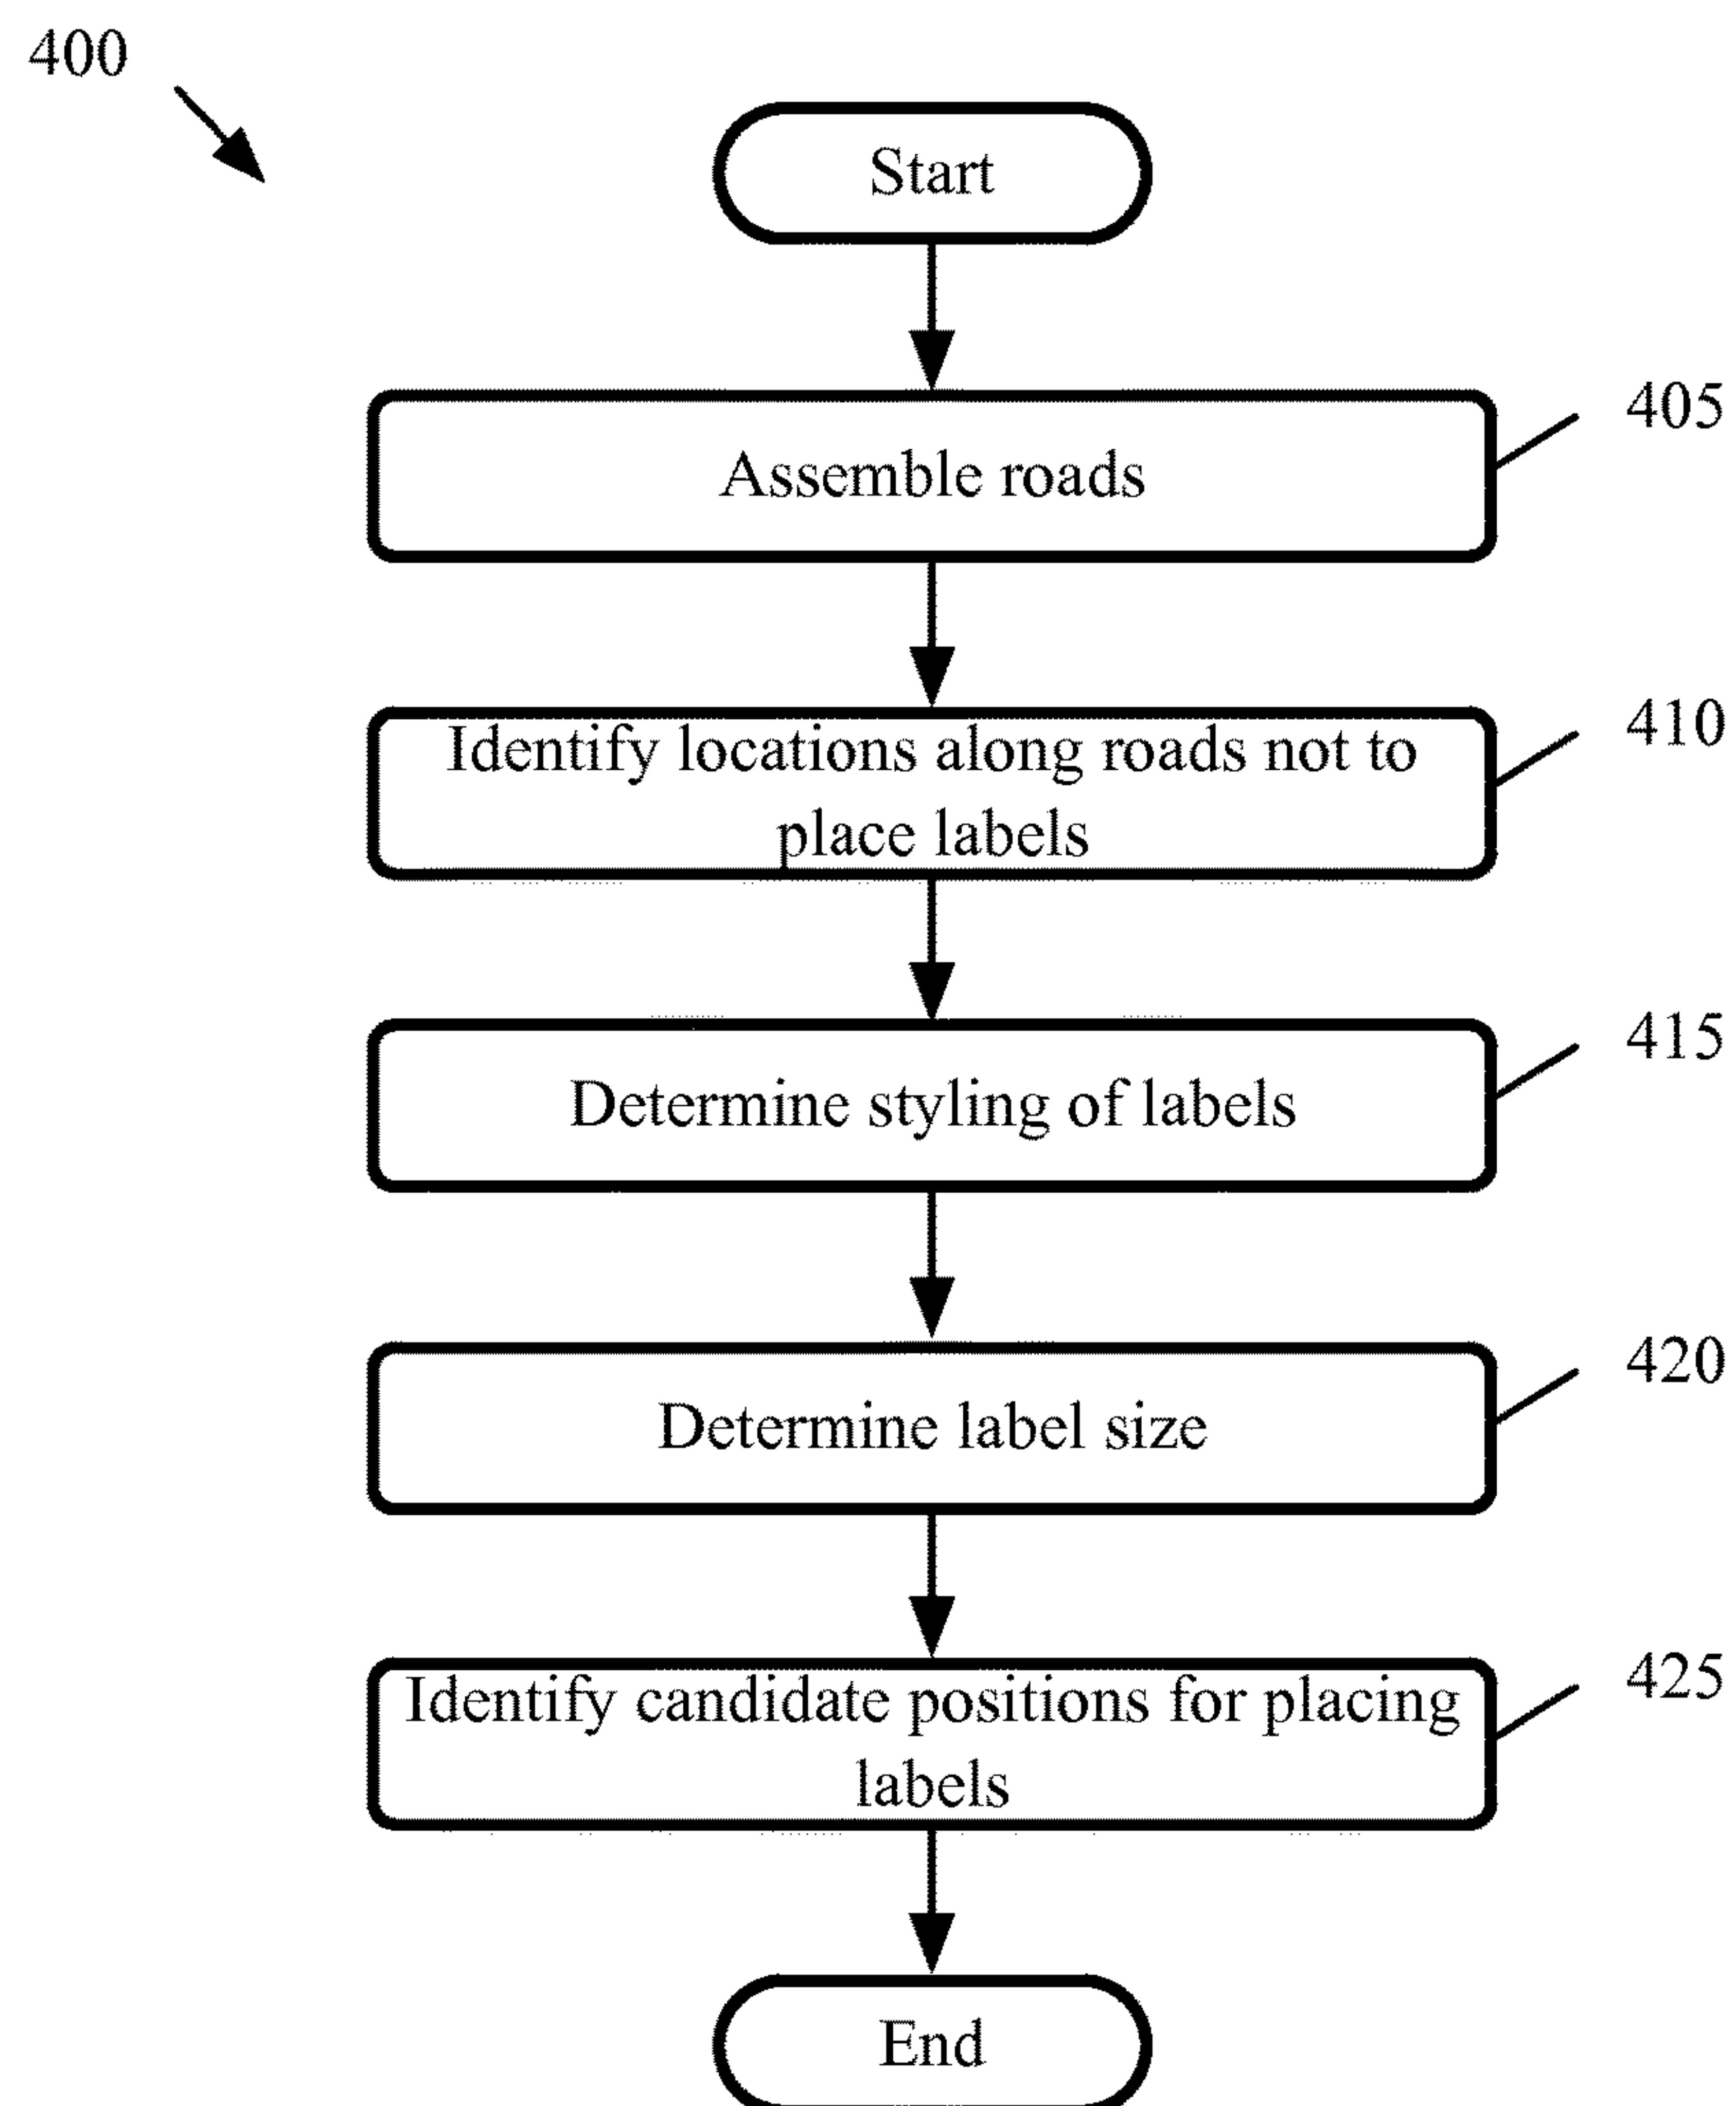 400
Start
405
Assemble roads
410
Identify locations along roads not to
place labels
415
Determine styling of labels
420
Determine label size
425
Identify candidate positions for placing
labels
End